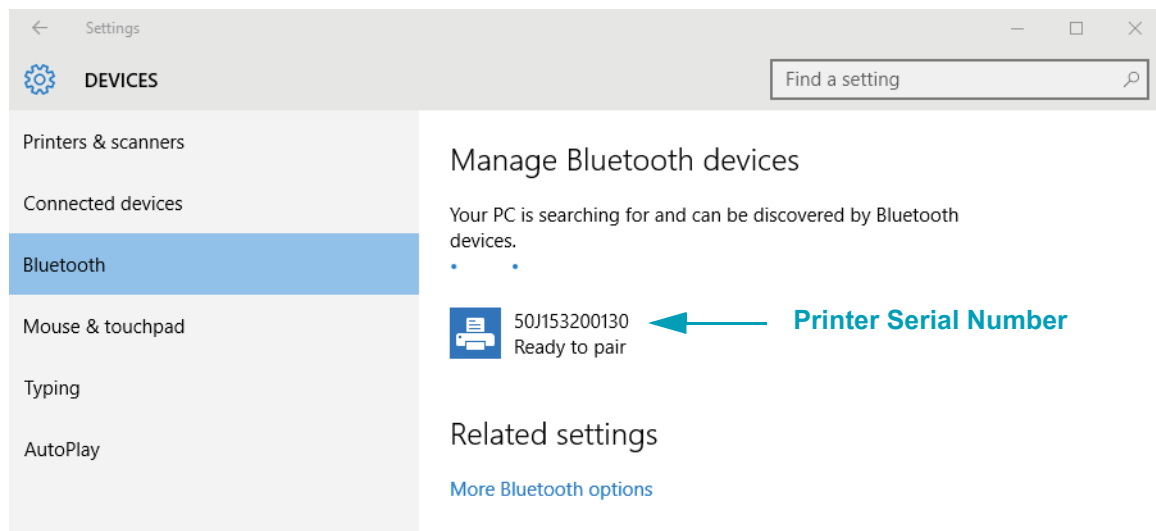 Settings
DEVICES
Find a setting
Printers & scanners
Connected devices
Bluetooth
Mouse & touchpad
Typing
AutoPlay
Manage Bluetooth devices
Your PC is searching for and can be discovered by Bluetooth
devices.
50J153200130
Ready to pair
Printer Serial Number
Related settings
More Bluetooth options